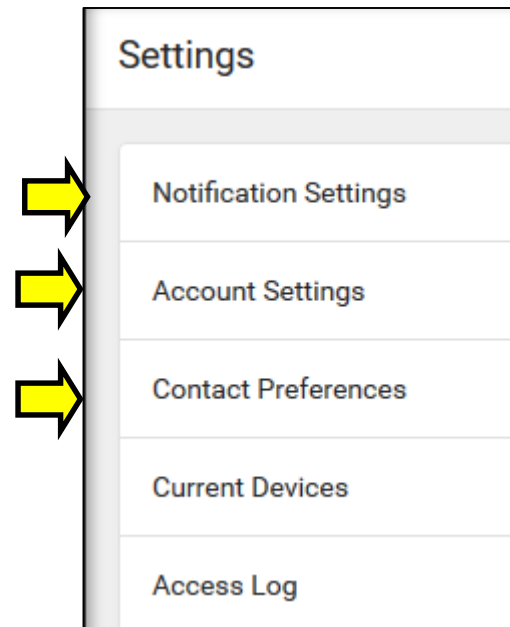 Settings
Notification Settings
Account Settings
Contact Preferences
Current Devices
Access Log